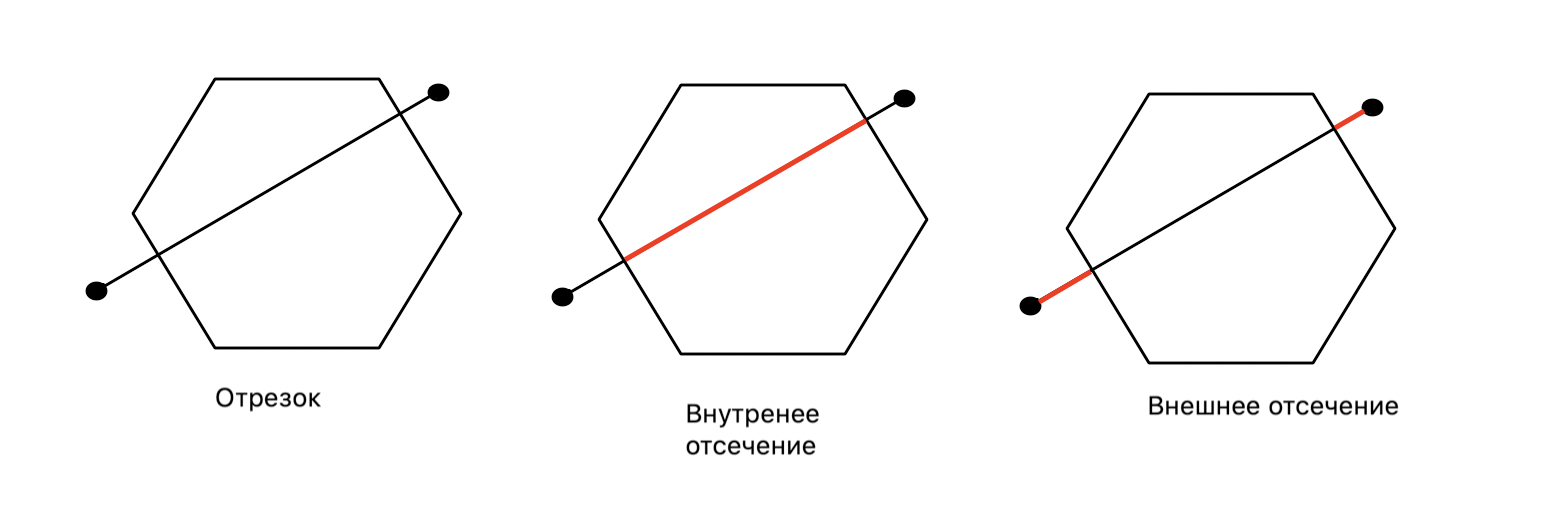 Отрезок
Внутренее
отсечение
Внешнее отсечение